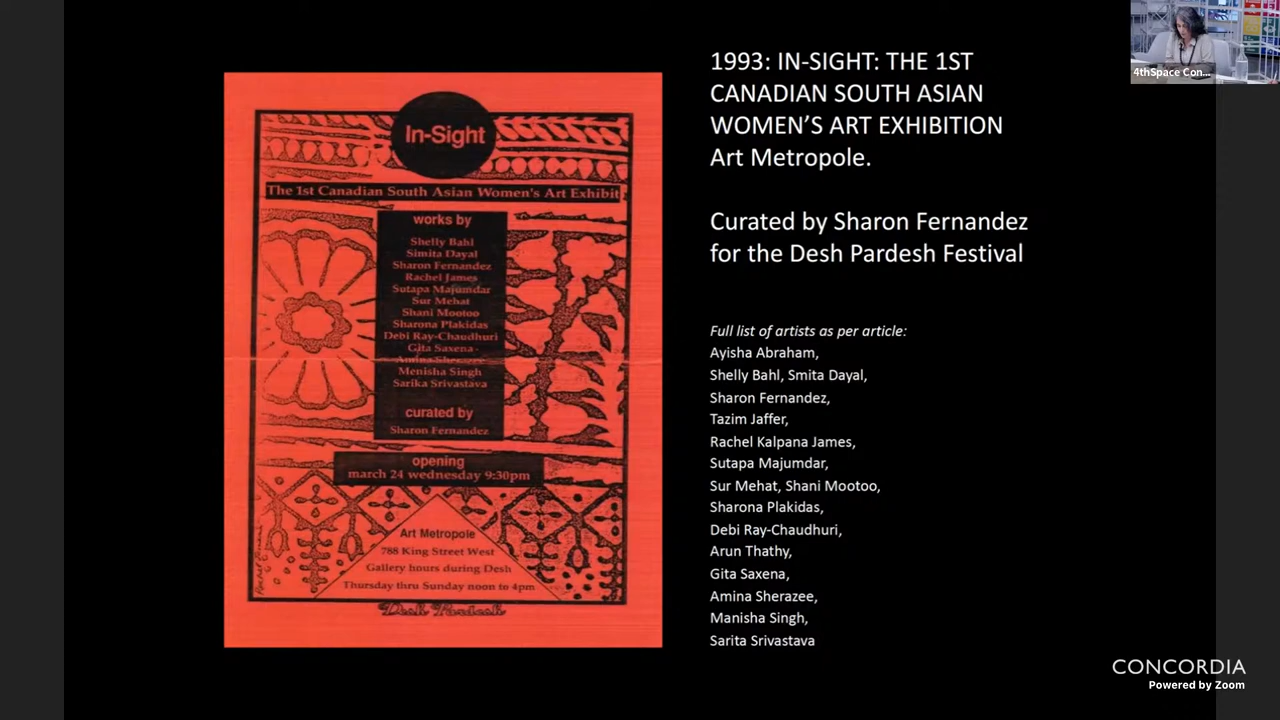 In-Sight
The 1st Canadian South Asian Women's Art Exhibit
works by
Shelly Bahl
Simita Dayal
Sharon Fernandez
Rachel James
Sutapa Majumdar
Sur Mehat
Shani Mootoo
Sharona Plakidas
Debi Ray-Chaudhuri
Gita Saxena
Amina
Menisha Singh
Sarika Srivastava
curated by
Sharon Fernandez
opening
march 24 wednesday 9:30pm
Art Metropole
788 King Street West
Gallery hours during Desh
Thursday thru Sunday noon to 4pm
Desh Pardesh
1993: IN-SIGHT: THE 1ST
CANADIAN SOUTH ASIAN
WOMEN’S ART EXHIBITION
Art Metropole.
Curated by Sharon Fernandez
for the Desh Pardesh Festival
Full list of artists as per article:
Ayisha Abraham,
Shelly Bahl, Smita Dayal,
Sharon Fernandez,
Tazim Jaffer,
Rachel Kalpana James,
Sutapa Majumdar,
Sur Mehat, Shani Mootoo,
Sharona Plakidas,
Debi Ray-Chaudhuri,
Arun Thathy,
Gita Saxena,
Amina Sherazee,
Manisha Singh,
Sarita Srivastava
4thSpace Con...
CONCORDIA
Powered by Zoom